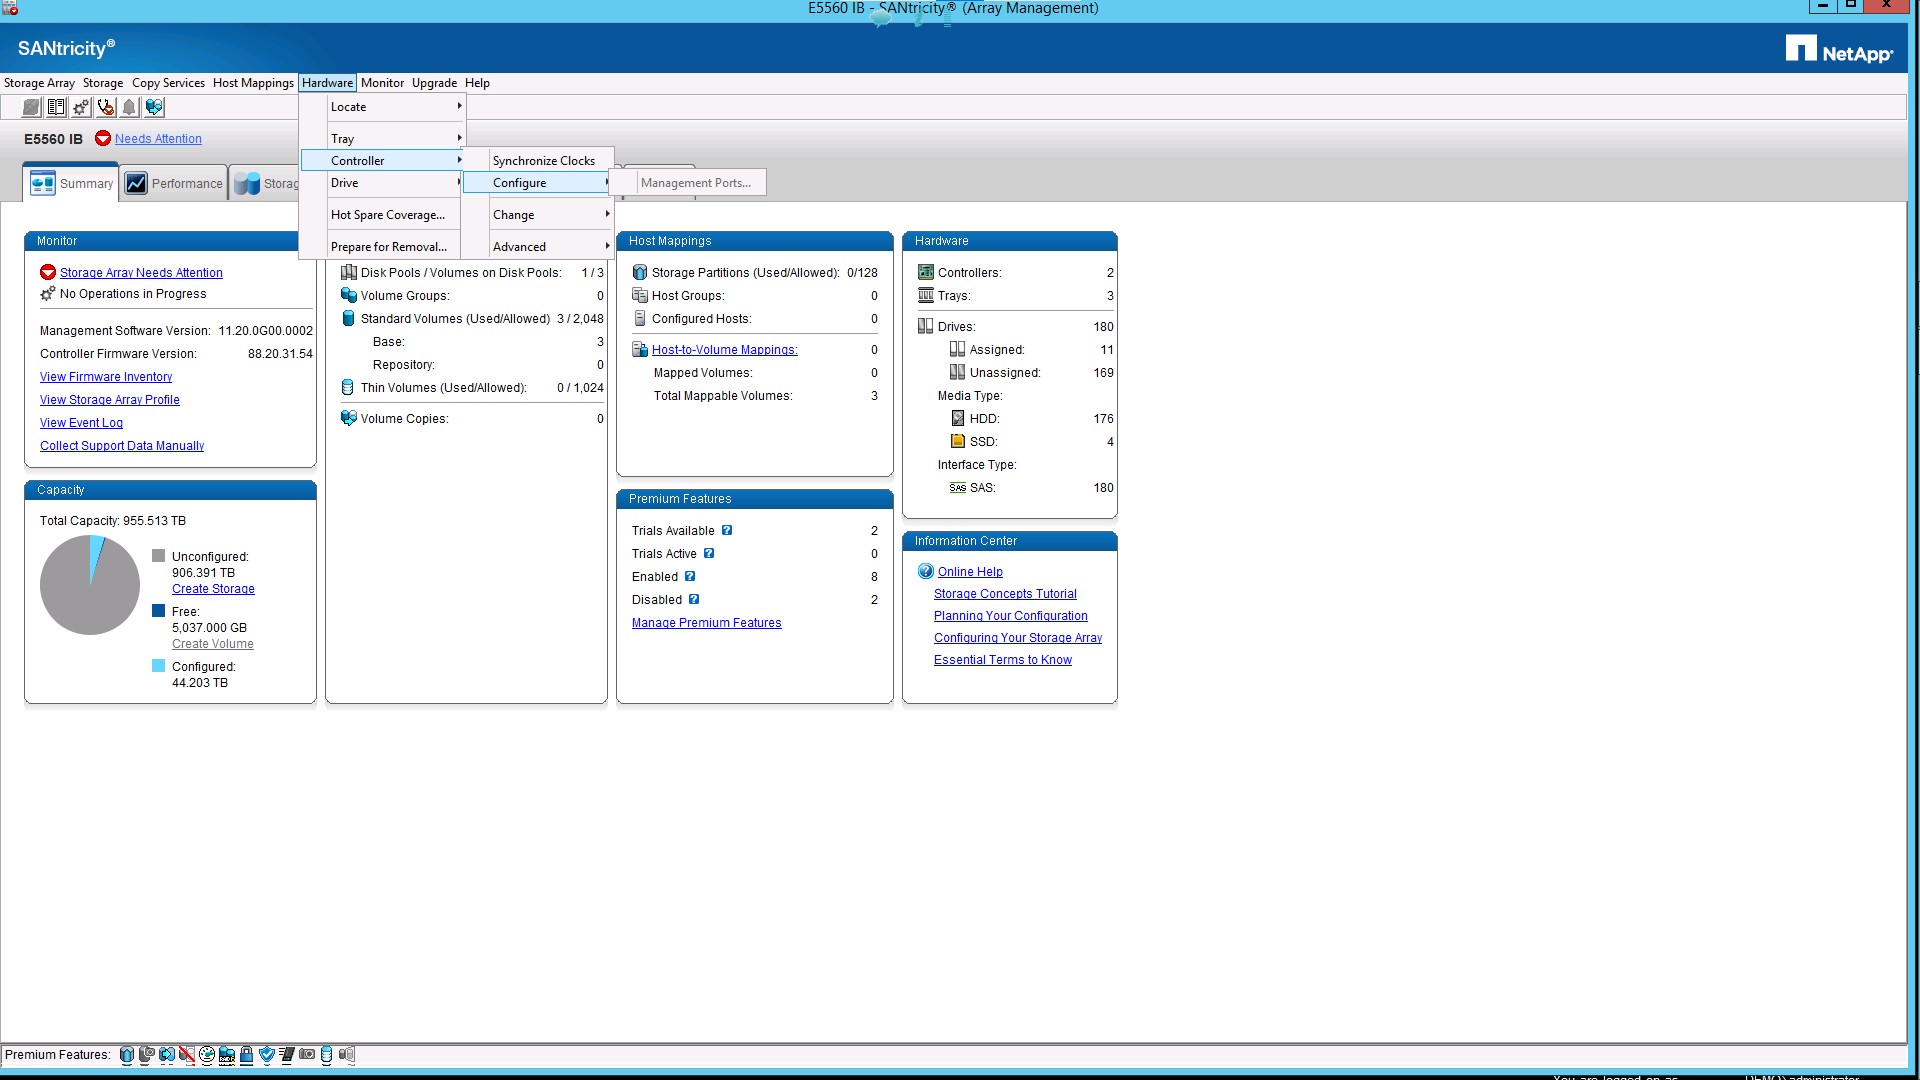 E5560 IB - SANtricity® (Array Management)
SANtricity®
NetApp®
Storage Array Storage Copy Services Host Mappings Hardware Monitor Upgrade Help
E5560 IB Needs Attention
Summary Performance Storag
Locate
Tray
Controller
Drive
Hot Spare Coverage...
Prepare for Removal...
Synchronize Clocks
Configure
Change
Advanced
Management Ports...
Monitor
Storage Array Needs Attention
No Operations in Progress
Management Software Version: 11.20.0G00.0002
Controller Firmware Version: 88.20.31.54
View Firmware Inventory
View Storage Array Profile
View Event Log
Collect Support Data Manually
Capacity
Total Capacity: 955.513 TB
Unconfigured:
906.391 TB
Create Storage
Free:
5,037.000 GB
Create Volume
Configured:
44.203 TB
Disk Pools / Volumes on Disk Pools: 1 / 3
Volume Groups: 0
Standard Volumes (Used/Allowed) 3 / 2,048
Base: 3
Repository: 0
Thin Volumes (Used/Allowed): 0 / 1,024
Volume Copies: 0
Host Mappings
Storage Partitions (Used/Allowed): 0/128
Host Groups: 0
Configured Hosts: 0
Host-to-Volume Mappings: 0
Mapped Volumes: 0
Total Mappable Volumes: 3
Premium Features
Trials Available ? 2
Trials Active ? 0
Enabled ? 8
Disabled ? 2
Manage Premium Features
Hardware
Controllers: 2
Trays: 3
Drives: 180
Assigned: 11
Unassigned: 169
Media Type:
HDD: 176
SSD: 4
Interface Type:
SAS SAS: 180
Information Center
Online Help
Storage Concepts Tutorial
Planning Your Configuration
Configuring Your Storage Array
Essential Terms to Know
Premium Features:
You are logged on as DEMO\administrator